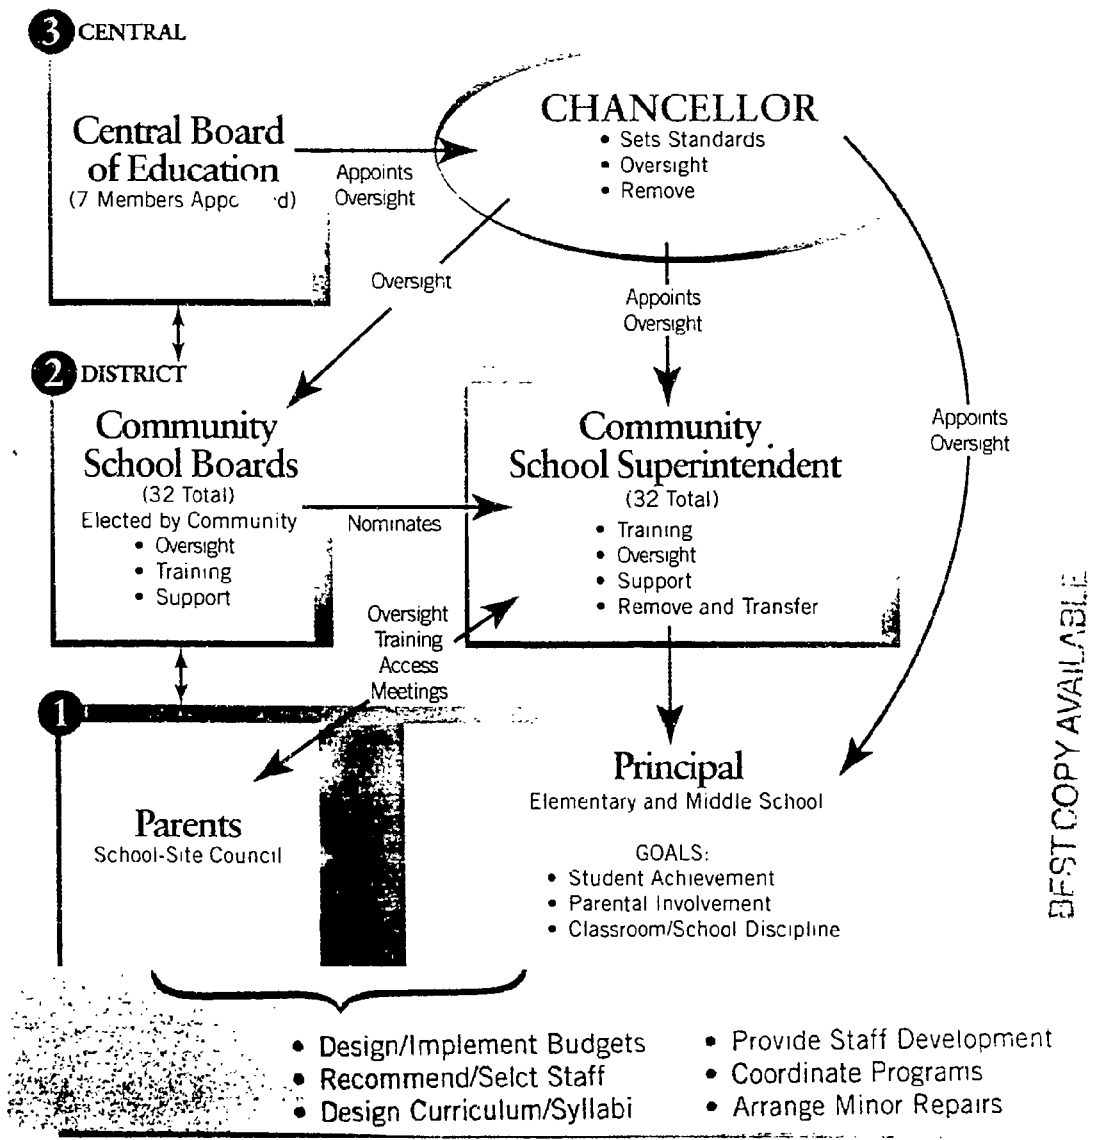 3 CENTRAL
Central Board
of Education
(7 Members d)
Appoints
Oversight
CHANCELLOR
• Sets Standards
• Oversight
• Remove
Oversight
Appoints
Oversight
Appoints
Oversight
2 DISTRICT
Community
School Boards
(32 Total)
Elected by Community
• Oversight
• Training
• Support
Nominates
Community
School Superintendent
(32 Total)
• Training
• Oversight
• Support
• Remove and Transfer
Oversight
Training
Access
Meetings
1
Parents
School-Site Council
Principal
Elementary and Middle School
GOALS:
• Student Achievement
• Parental Involvement
• Classroom/School Discipline
• Design/Implement Budgets
• Recommend/Selct Staff
• Design Curriculum/Syllabi
• Provide Staff Development
• Coordinate Programs
• Arrange Minor Repairs
BEST COPY AVAILABLE